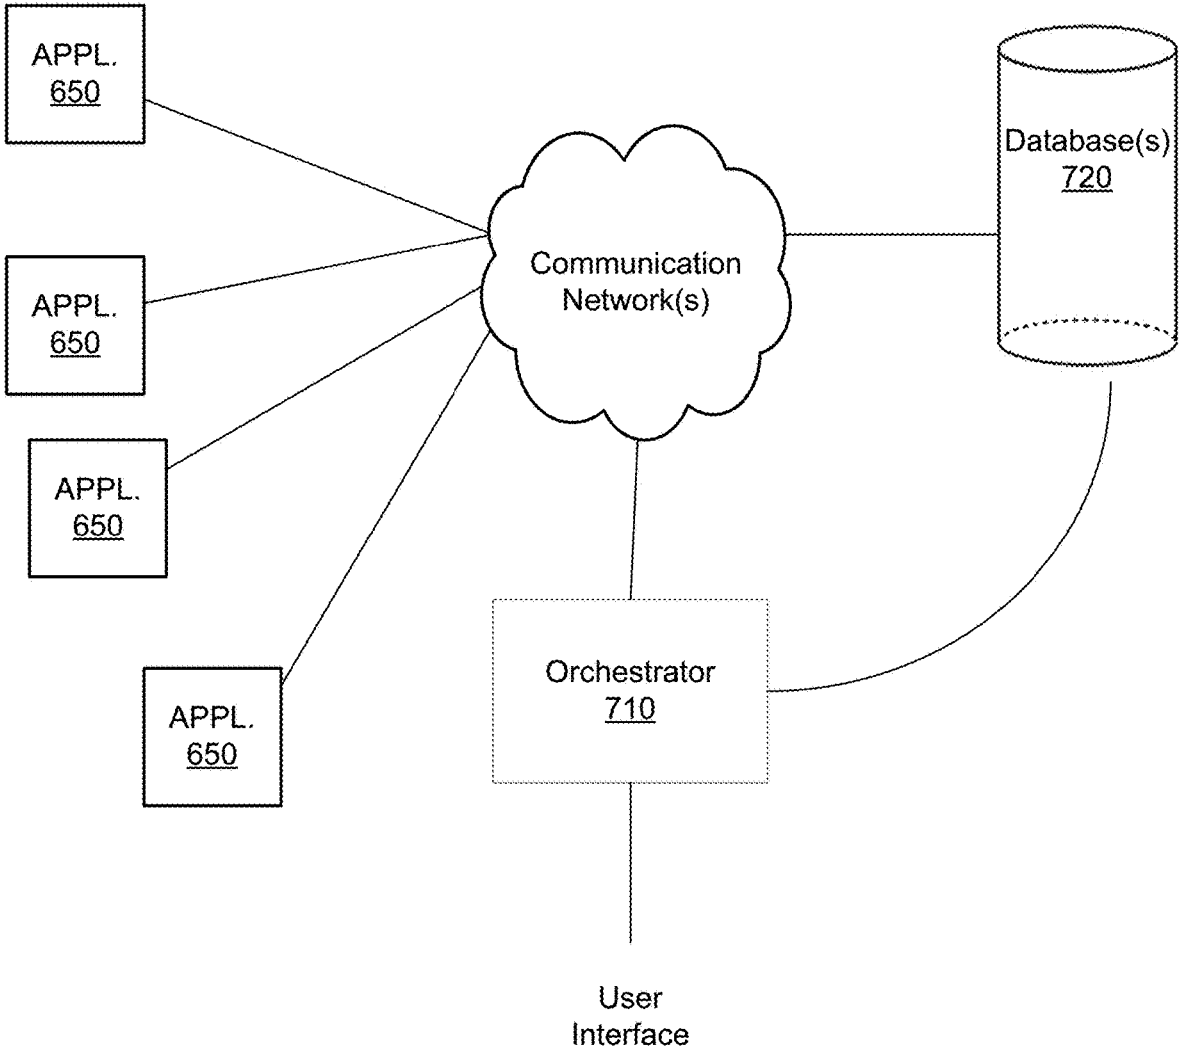 APPL.
650
Database(s)
720
Communication
Network(s)
APPL.
650
APPL.
650
Orchestrator
710
APPL.
650
User
Interface